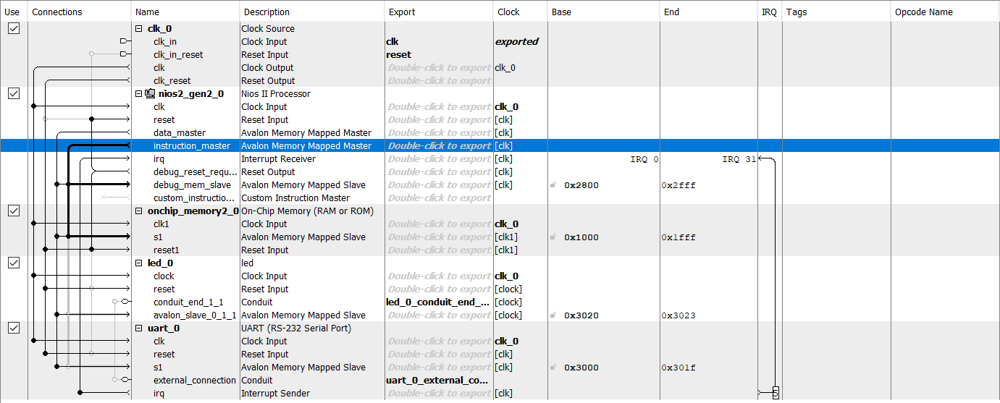 Use Connections Name Description Export Clock Base End IRQ Tags Opcode Name
clk_0 Clock Source
clk_in Clock Input clk exported
clk_in_reset Reset Input reset
clk Clock Output Double-click to export clk_0
clk_reset Reset Output Double-click to export
nios2_gen2_0 Nios II Processor
clk Clock Input Double-click to export clk_0
reset Reset Input Double-click to export [clk]
data_master Avalon Memory Mapped Master Double-click to export [clk]
instruction_master Avalon Memory Mapped Master Double-click to export [clk]
irq Interrupt Receiver Double-click to export [clk] IRQ 0 IRQ 31
debug_reset_requ... Reset Output Double-click to export [clk]
debug_mem_slave Avalon Memory Mapped Slave Double-click to export [clk] 0x2800 0x2fff
custom_instructio... Custom Instruction Master Double-click to export
onchip_memory2_0 On-Chip Memory (RAM or ROM)
clk1 Clock Input Double-click to export clk_0
s1 Avalon Memory Mapped Slave Double-click to export [clk1] 0x1000 0x1fff
reset1 Reset Input Double-click to export [clk1]
led_0 led
clock Clock Input Double-click to export clk_0
reset Reset Input Double-click to export [clock]
conduit_end_1_1 Conduit led_0_conduit_end_... [clock]
avalon_slave_0_1_1 Avalon Memory Mapped Slave Double-click to export [clock] 0x3020 0x3023
uart_0 UART (RS-232 Serial Port)
clk Clock Input Double-click to export clk_0
reset Reset Input Double-click to export [clk]
s1 Avalon Memory Mapped Slave Double-click to export [clk] 0x3000 0x301f
external_connection Conduit uart_0_external_co...
irq Interrupt Sender Double-click to export [clk]